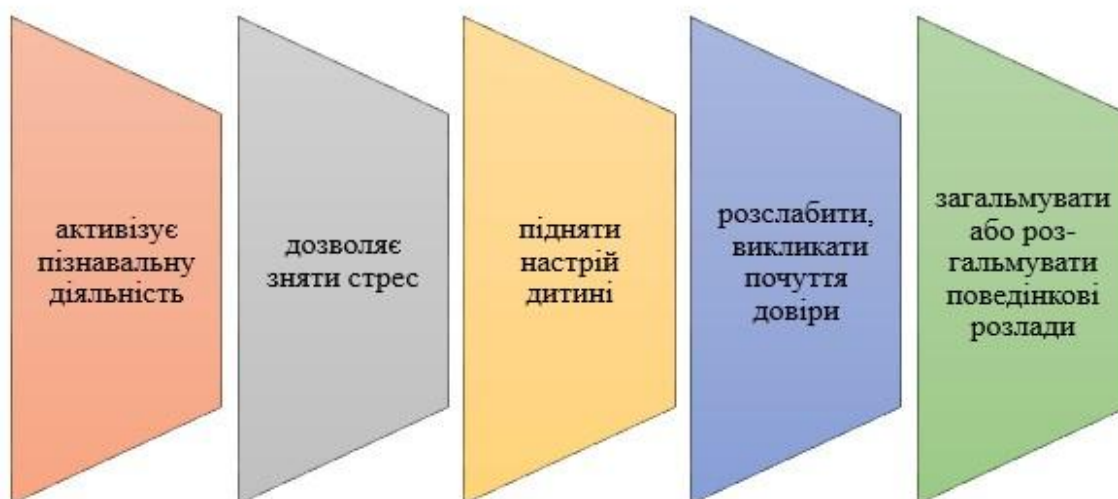 активізує
пізнавальну
діяльність
дозволяє
зняти стрес
підняти
настрій
дитині
розслабити,
викликати
почуття
довіри
загальмувати
або роз-
гальмувати
поведінкові
розлади